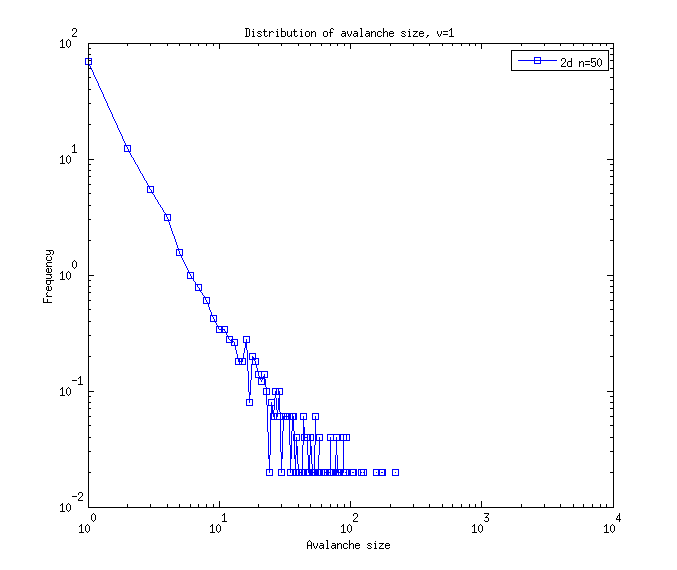 Distribution of avalanche size, v=1
10^2
2d n=50
10^1
10^0
Frequency
10^-1
10^-2
10^0 10^1 10^2 10^3 10^4
Avalanche size